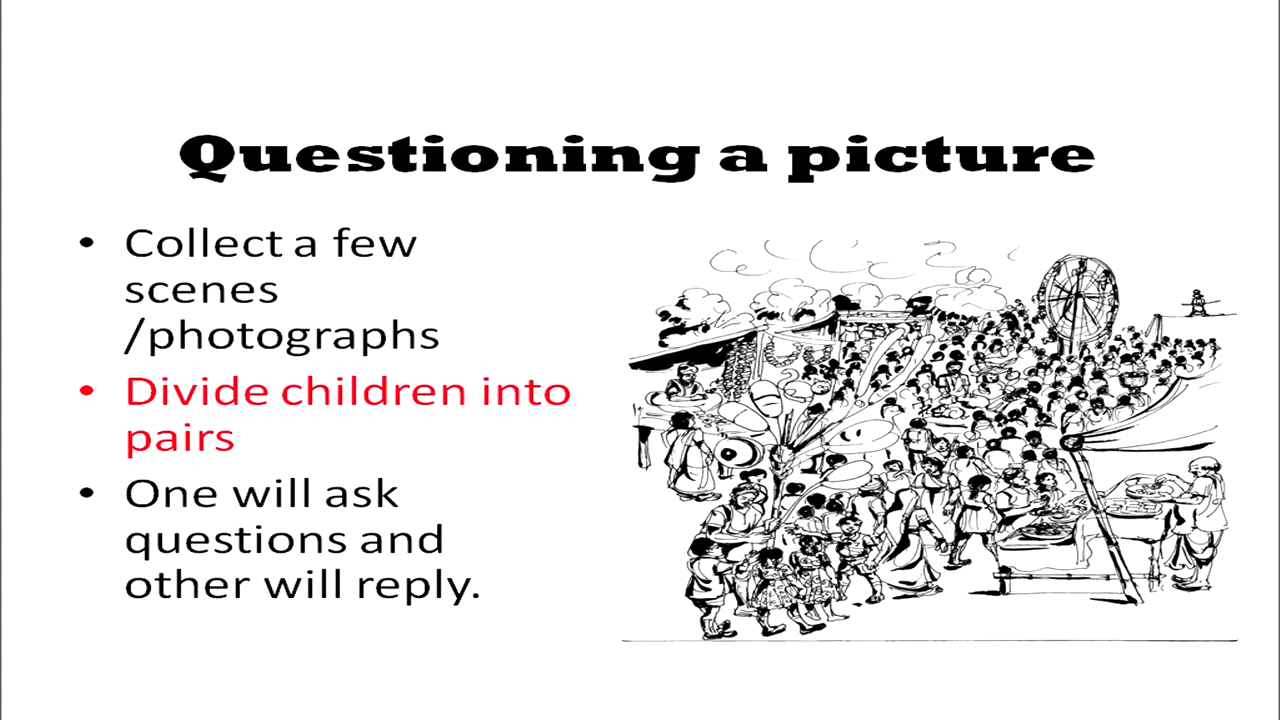 Questioning a picture
• Collect a few
scenes
/photographs
• Divide children into
pairs
• One will ask
questions and
other will reply.